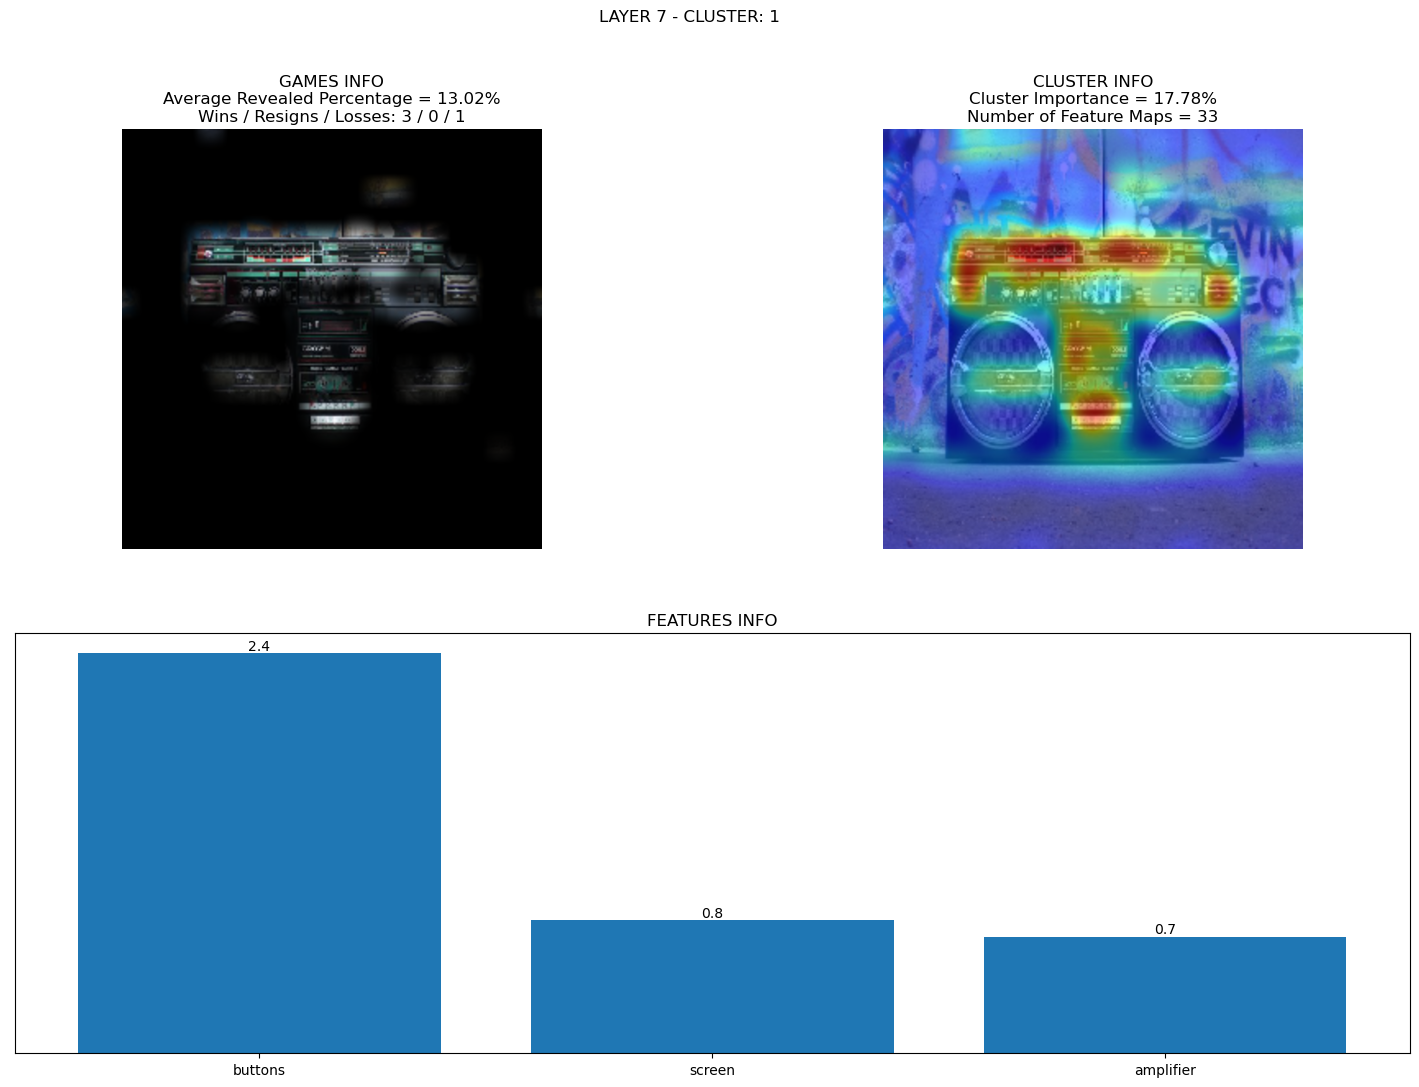 LAYER 7 - CLUSTER: 1
GAMES INFO
Average Revealed Percentage = 13.02%
Wins / Resigns / Losses: 3 / 0 / 1
CLUSTER INFO
Cluster Importance = 17.78%
Number of Feature Maps = 33
EVIN
FEATURES INFO
2.4
0.8
0.7
buttons
screen
amplifier